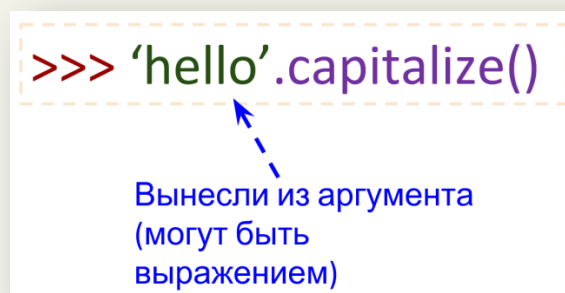 >>> ‘hello’.capitalize()
Вынесли из аргумента
(могут быть
выражением)